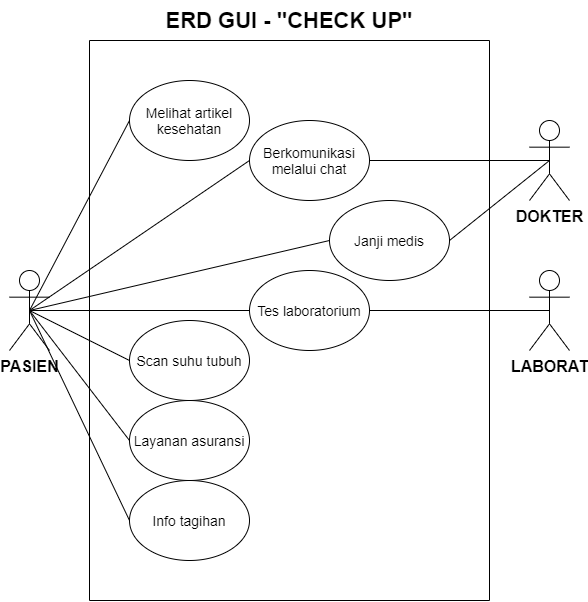 ERD GUI - "CHECK UP"
Melihat artikel
kesehatan
Berkomunikasi
melalui chat
DOKTER
Janji medis
Tes laboratorium
PASIEN
LABORAT
Scan suhu tubuh
Layanan asuransi
Info tagihan